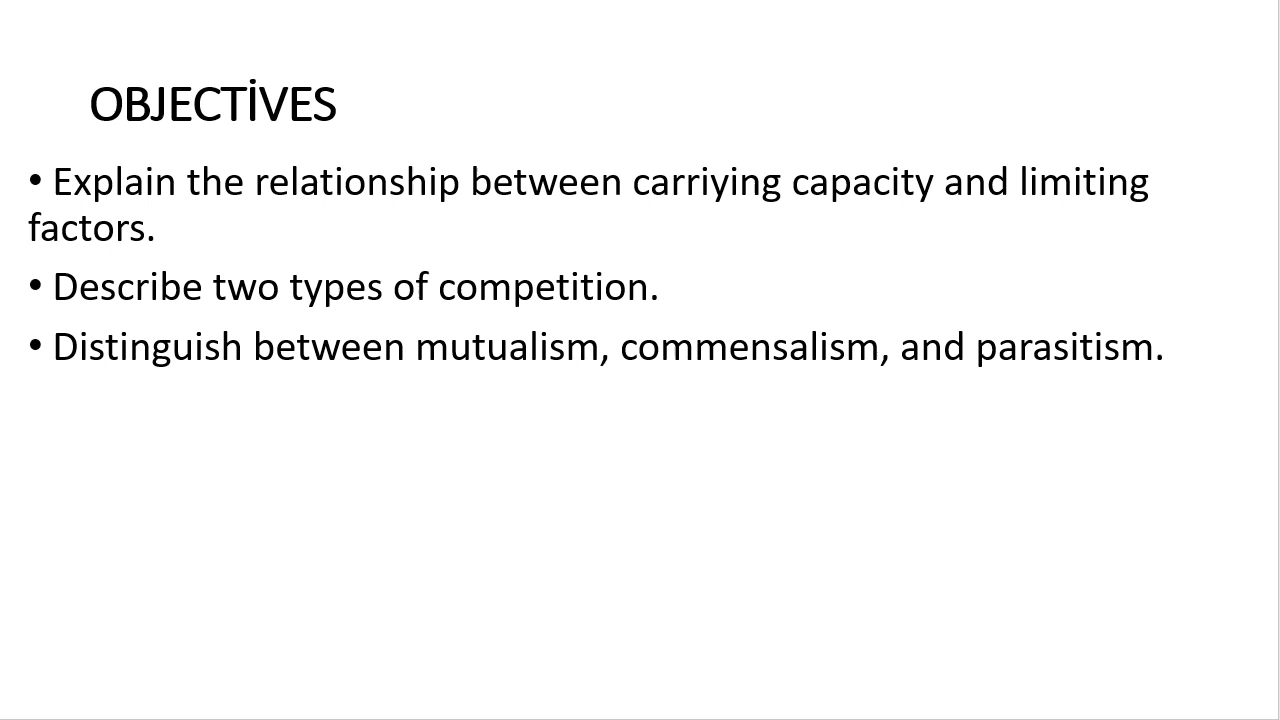 OBJECTİVES
• Explain the relationship between carriying capacity and limiting
factors.
• Describe two types of competition.
• Distinguish between mutualism, commensalism, and parasitism.